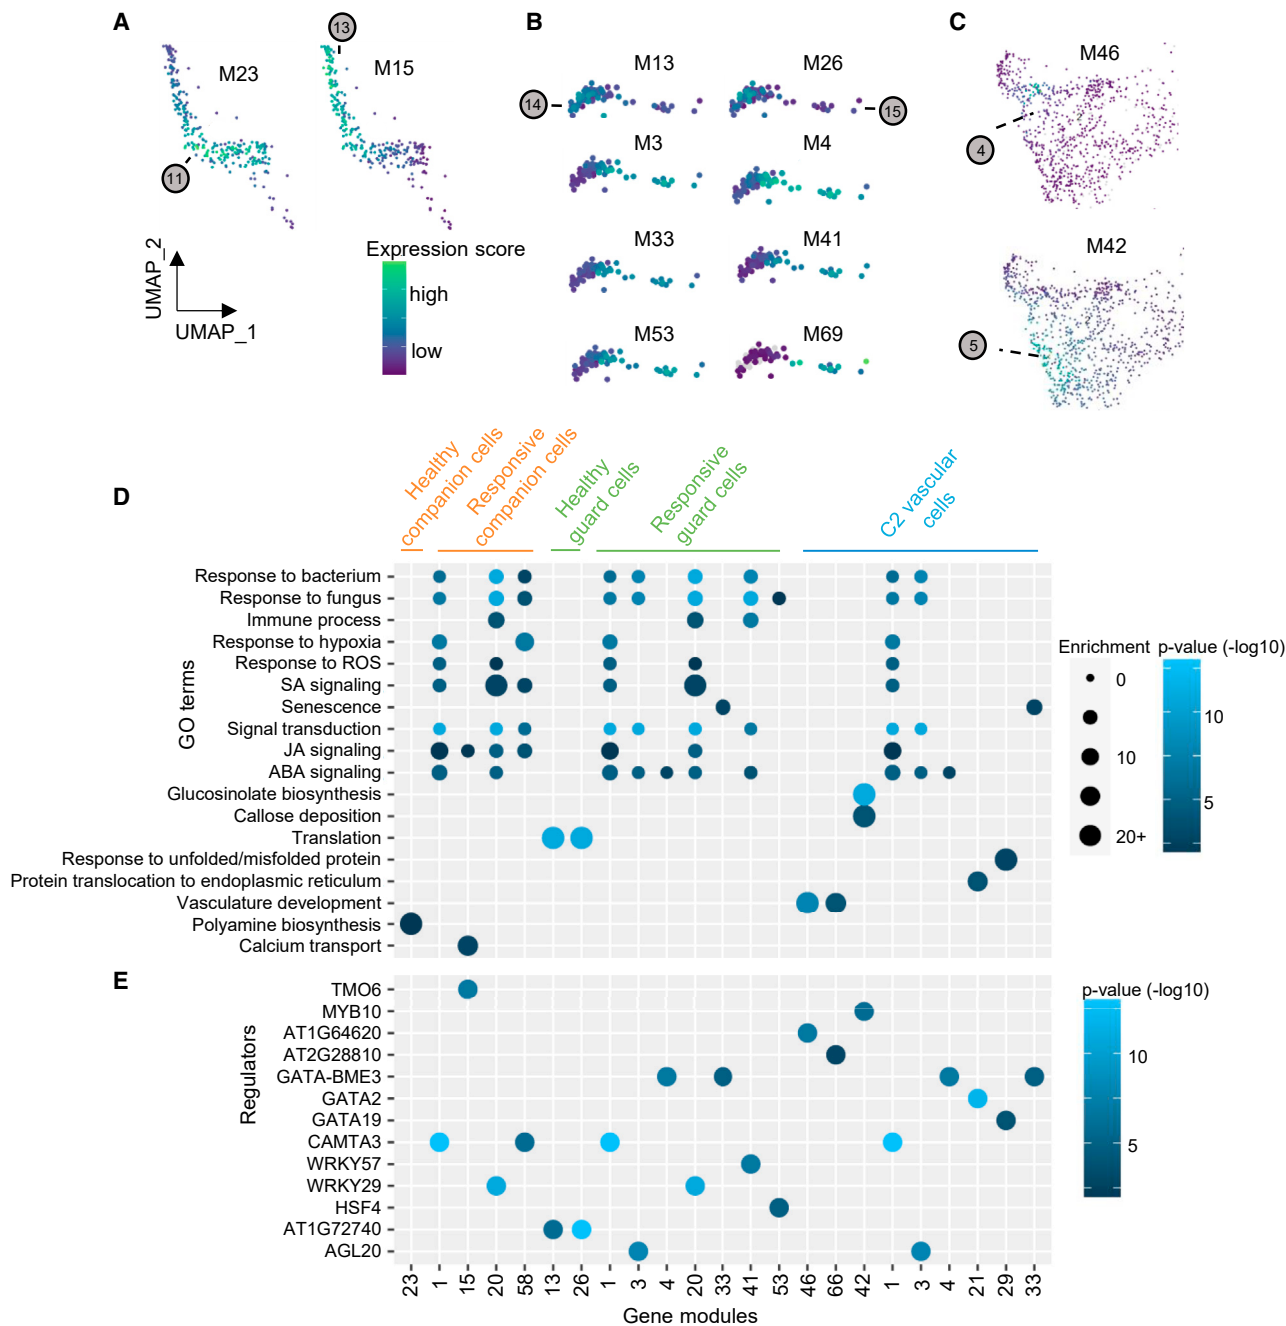 A
B
C
13
M23
M15
11
UMAP_2
UMAP_1
Expression score
high
low
M13
M26
14
15
M3
M4
M33
M41
M53
M69
M46
4
M42
5
D
Healthy
companion cells
Responsive
companion cells
Healthy
guard cells
Responsive
guard cells
C2 vascular
cells
GO terms
Response to bacterium
Response to fungus
Immune process
Response to hypoxia
Response to ROS
SA signaling
Senescence
Signal transduction
JA signaling
ABA signaling
Glucosinolate biosynthesis
Callose deposition
Translation
Response to unfolded/misfolded protein
Protein translocation to endoplasmic reticulum
Vasculature development
Polyamine biosynthesis
Calcium transport
Enrichment
0
10
20+
p-value (-log10)
10
5
E
Regulators
TMO6
MYB10
AT1G64620
AT2G28810
GATA-BME3
GATA2
GATA19
CAMTA3
WRKY57
WRKY29
HSF4
AT1G72740
AGL20
p-value (-log10)
10
5
23 1 15 20 58 13 26 1 3 4 20 33 41 53 46 66 42 1 3 4 21 29 33
Gene modules